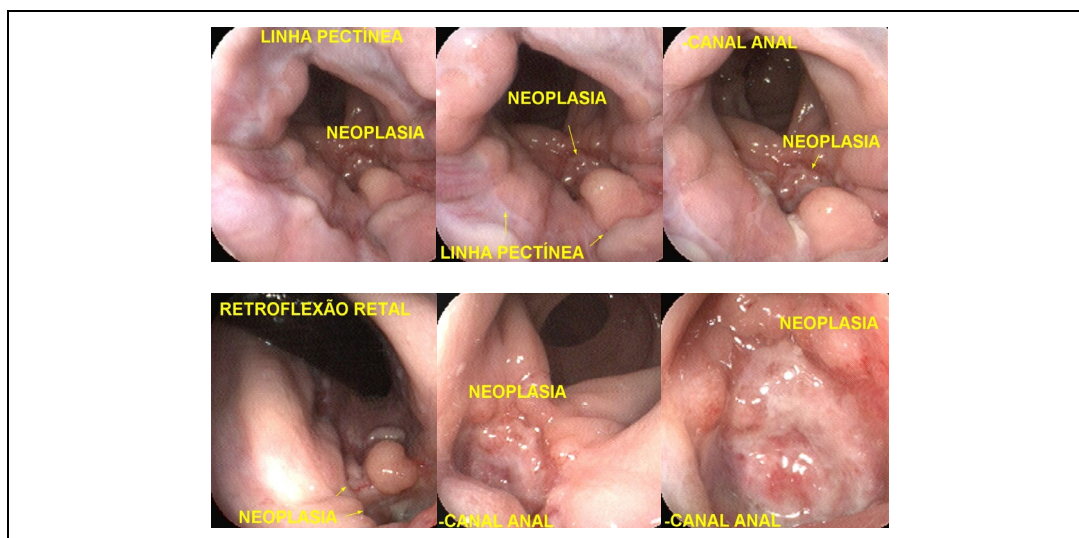 LINHA PECTÍNEA
NEOPLASIA
NEOPLASIA
LINHA PECTÍNEA
-CANAL ANAL
NEOPLASIA
RETROFLEXÃO RETAL
NEOPLASIA
NEOPLASIA
-CANAL ANAL
NEOPLASIA
-CANAL ANAL